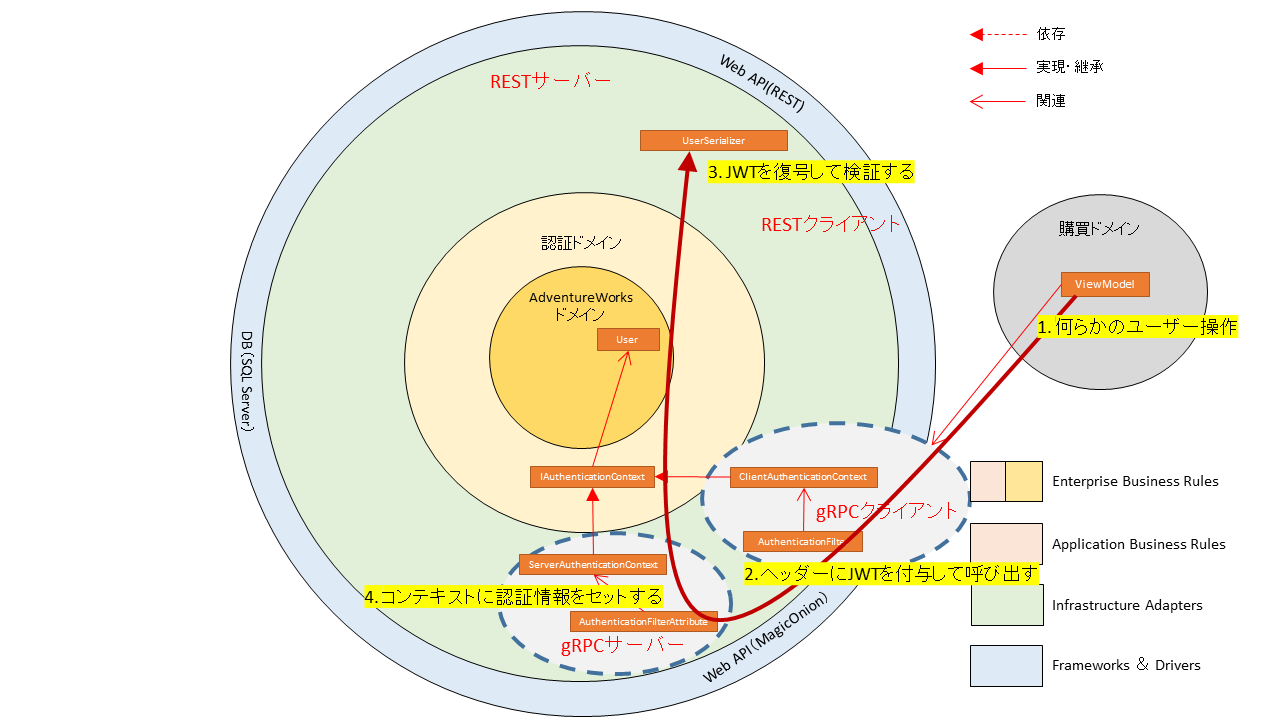 依存
実現・継承
関連
Web API(REST)
RESTサーバー
UserSerializer
3. JWTを復号して検証する
RESTクライアント
購買ドメイン
ViewModel
1. 何らかのユーザー操作
認証ドメイン
AdventureWorks
ドメイン
User
DB (SQL Server)
IAuthenticationContext
ClientAuthenticationContext
gRPCクライアント
AuthenticationFilter
2. ヘッダーにJWTを付与して呼び出す
ServerAuthenticationContext
4. コンテキストに認証情報をセットする
AuthenticationFilterAttribute
gRPCサーバー
Web API (MagicOnion)
Enterprise Business Rules
Application Business Rules
Infrastructure Adapters
Frameworks & Drivers